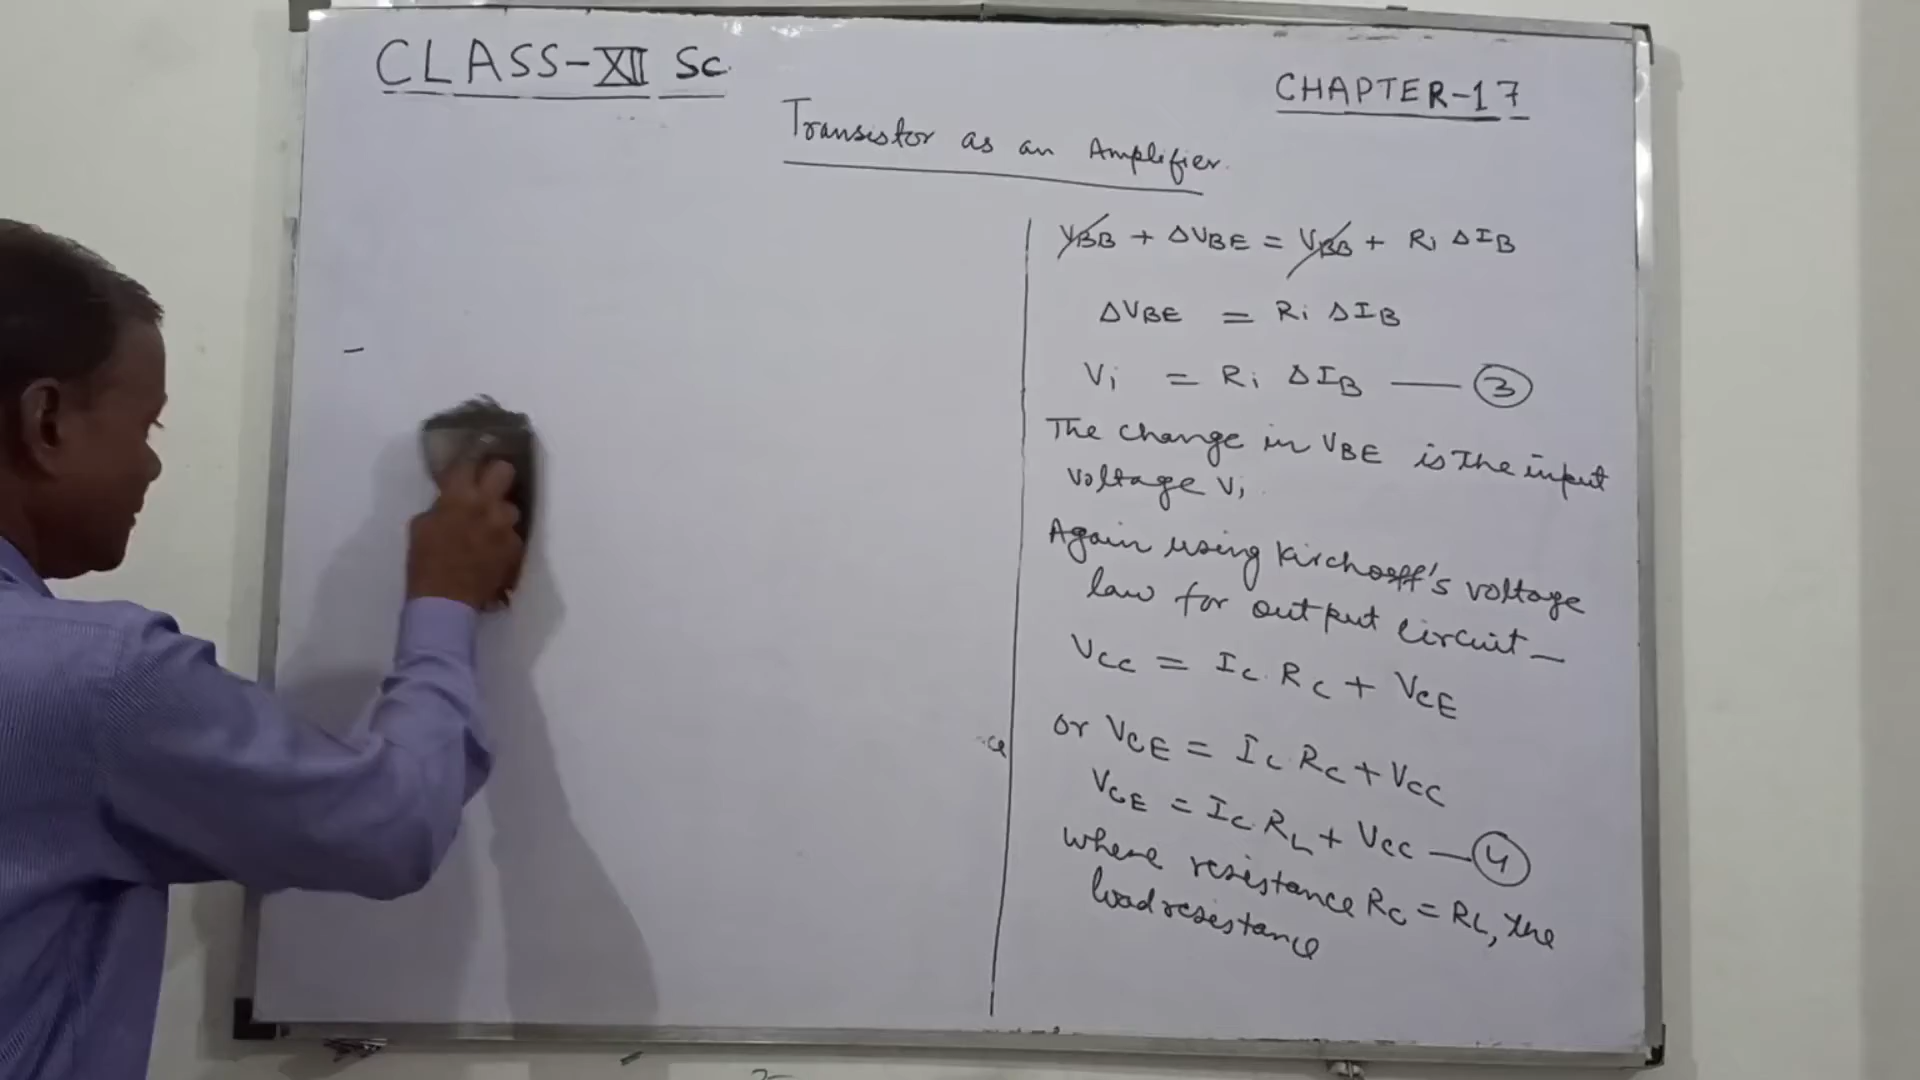 CLASS-XII Sc.
CHAPTER-17
Transistor as an Amplifier.
VBB + ΔVBE = VBB + Ri ΔIB
ΔVBE = Ri ΔIB
Vi = Ri ΔIB — 3
The change in VBE is the input
voltage Vi.
Again using Kirchoeff's voltage
law for output circuit —
VCC = IC.RC + VCE
or VCE = IC RC + VCC
VCE = IC.RL + VCC — 4
where resistance RC = RL, the
load resistance